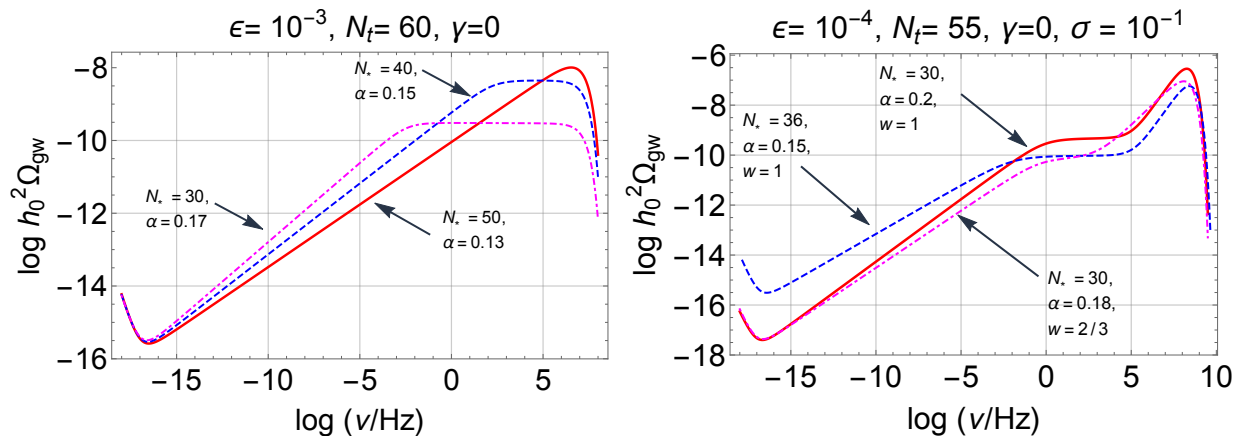 ϵ= 10⁻³, Nₜ= 60, γ=0
log h₀²Ω_gw
−8
−10
−12
−14
−16
N⋆ = 40,
α=0.15
N⋆ = 30,
α=0.17
N⋆ = 50,
α=0.13
−15
−10
−5
0
5
log (ν/Hz)
ϵ= 10⁻⁴, Nₜ= 55, γ=0, σ = 10⁻¹
log h₀²Ω_gw
−6
−8
−10
−12
−14
−16
−18
N⋆ = 30,
α=0.2,
w=1
N⋆ = 36,
α=0.15,
w=1
N⋆ = 30,
α=0.18,
w=2/3
−15
−10
−5
0
5
10
log (ν/Hz)